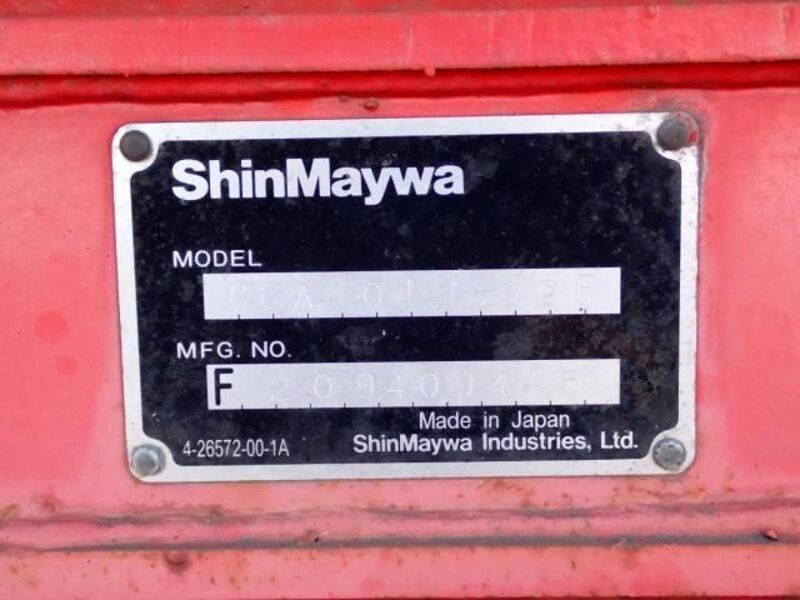 ShinMaywa
MODEL
MFG. NO.
F
Made in Japan
4-26572-00-1A
ShinMaywa Industries, Ltd.